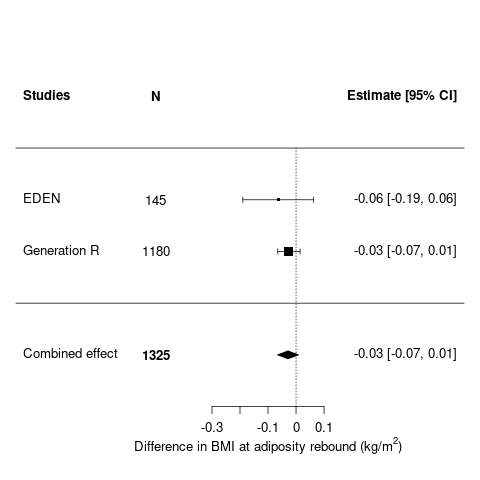 Studies N Estimate [95% CI]
EDEN 145 -0.06 [-0.19, 0.06]
Generation R 1180 -0.03 [-0.07, 0.01]
Combined effect 1325 -0.03 [-0.07, 0.01]
-0.3 -0.1 0 0.1
Difference in BMI at adiposity rebound (kg/m²)